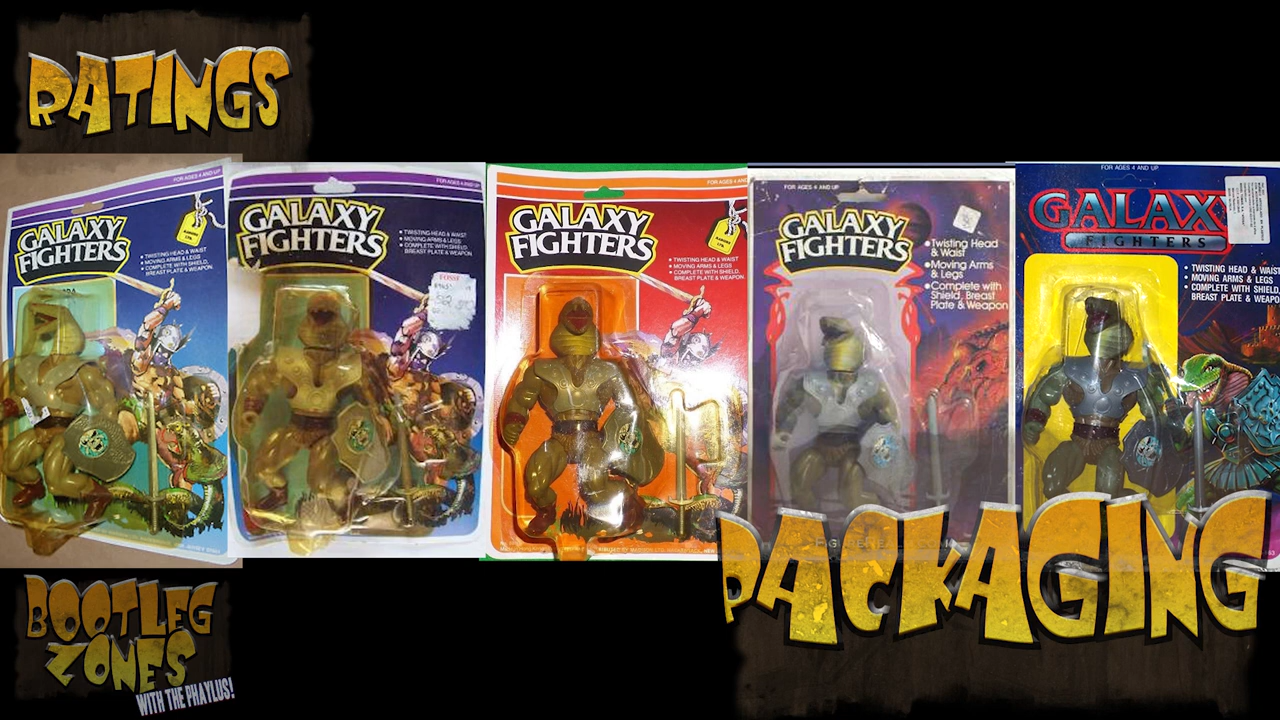 RATINGS
FOR AGES 4 AND UP
GALAXY
FIGHTERS
• TWISTING HEAD & WAIST
• MOVING ARMS & LEGS
• COMPLETE WITH SHIELD,
BREAST PLATE & WEAPON.
FOR AGES 4 AND UP
GALAXY
FIGHTERS
• TWISTING HEAD & WAIST
• MOVING ARMS & LEGS
• COMPLETE WITH SHIELD,
BREAST PLATE & WEAPON.
FOR AGES 4 AND
GALAXY
FIGHTERS
• TWISTING HEAD & WAIST
• MOVING ARMS & LEGS
• COMPLETE WITH SHIELD,
BREAST PLATE & WEAPON.
FOR AGES 4 AND UP
GALAXY
FIGHTERS
• Twisting Head
& Waist
• Moving Arms
& Legs
• Complete with
Shield, Breast
Plate & Weapon
FOR AGES 4 AND UP
GALAX
FIGHTERS
• TWISTING HEAD & WAIST
• MOVING ARMS & LEGS
• COMPLETE WITH SHIELD,
BREAST PLATE & WEAPO
PACKAGING
BOOTLEG
ZONES
WITH THE PHAYLUS!